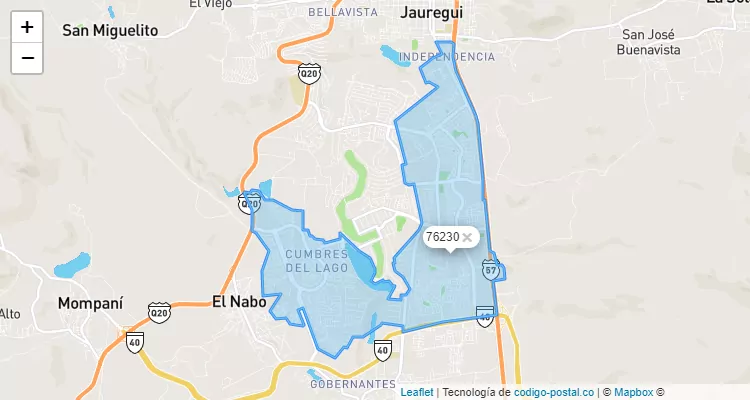 El Viejo
BELLAVISTA
Jauregui
La Sol
+
−
San Miguelito
San José
Buenavista
INDEPENDENCIA
Q20
Q20
76230 ×
CUMBRES
DEL LAGO
57
Mompaní
El Nabo
Alto
Q20
40
40
40
GOBERNANTES
Leaflet | Tecnología de codigo-postal.co | © Mapbox ©